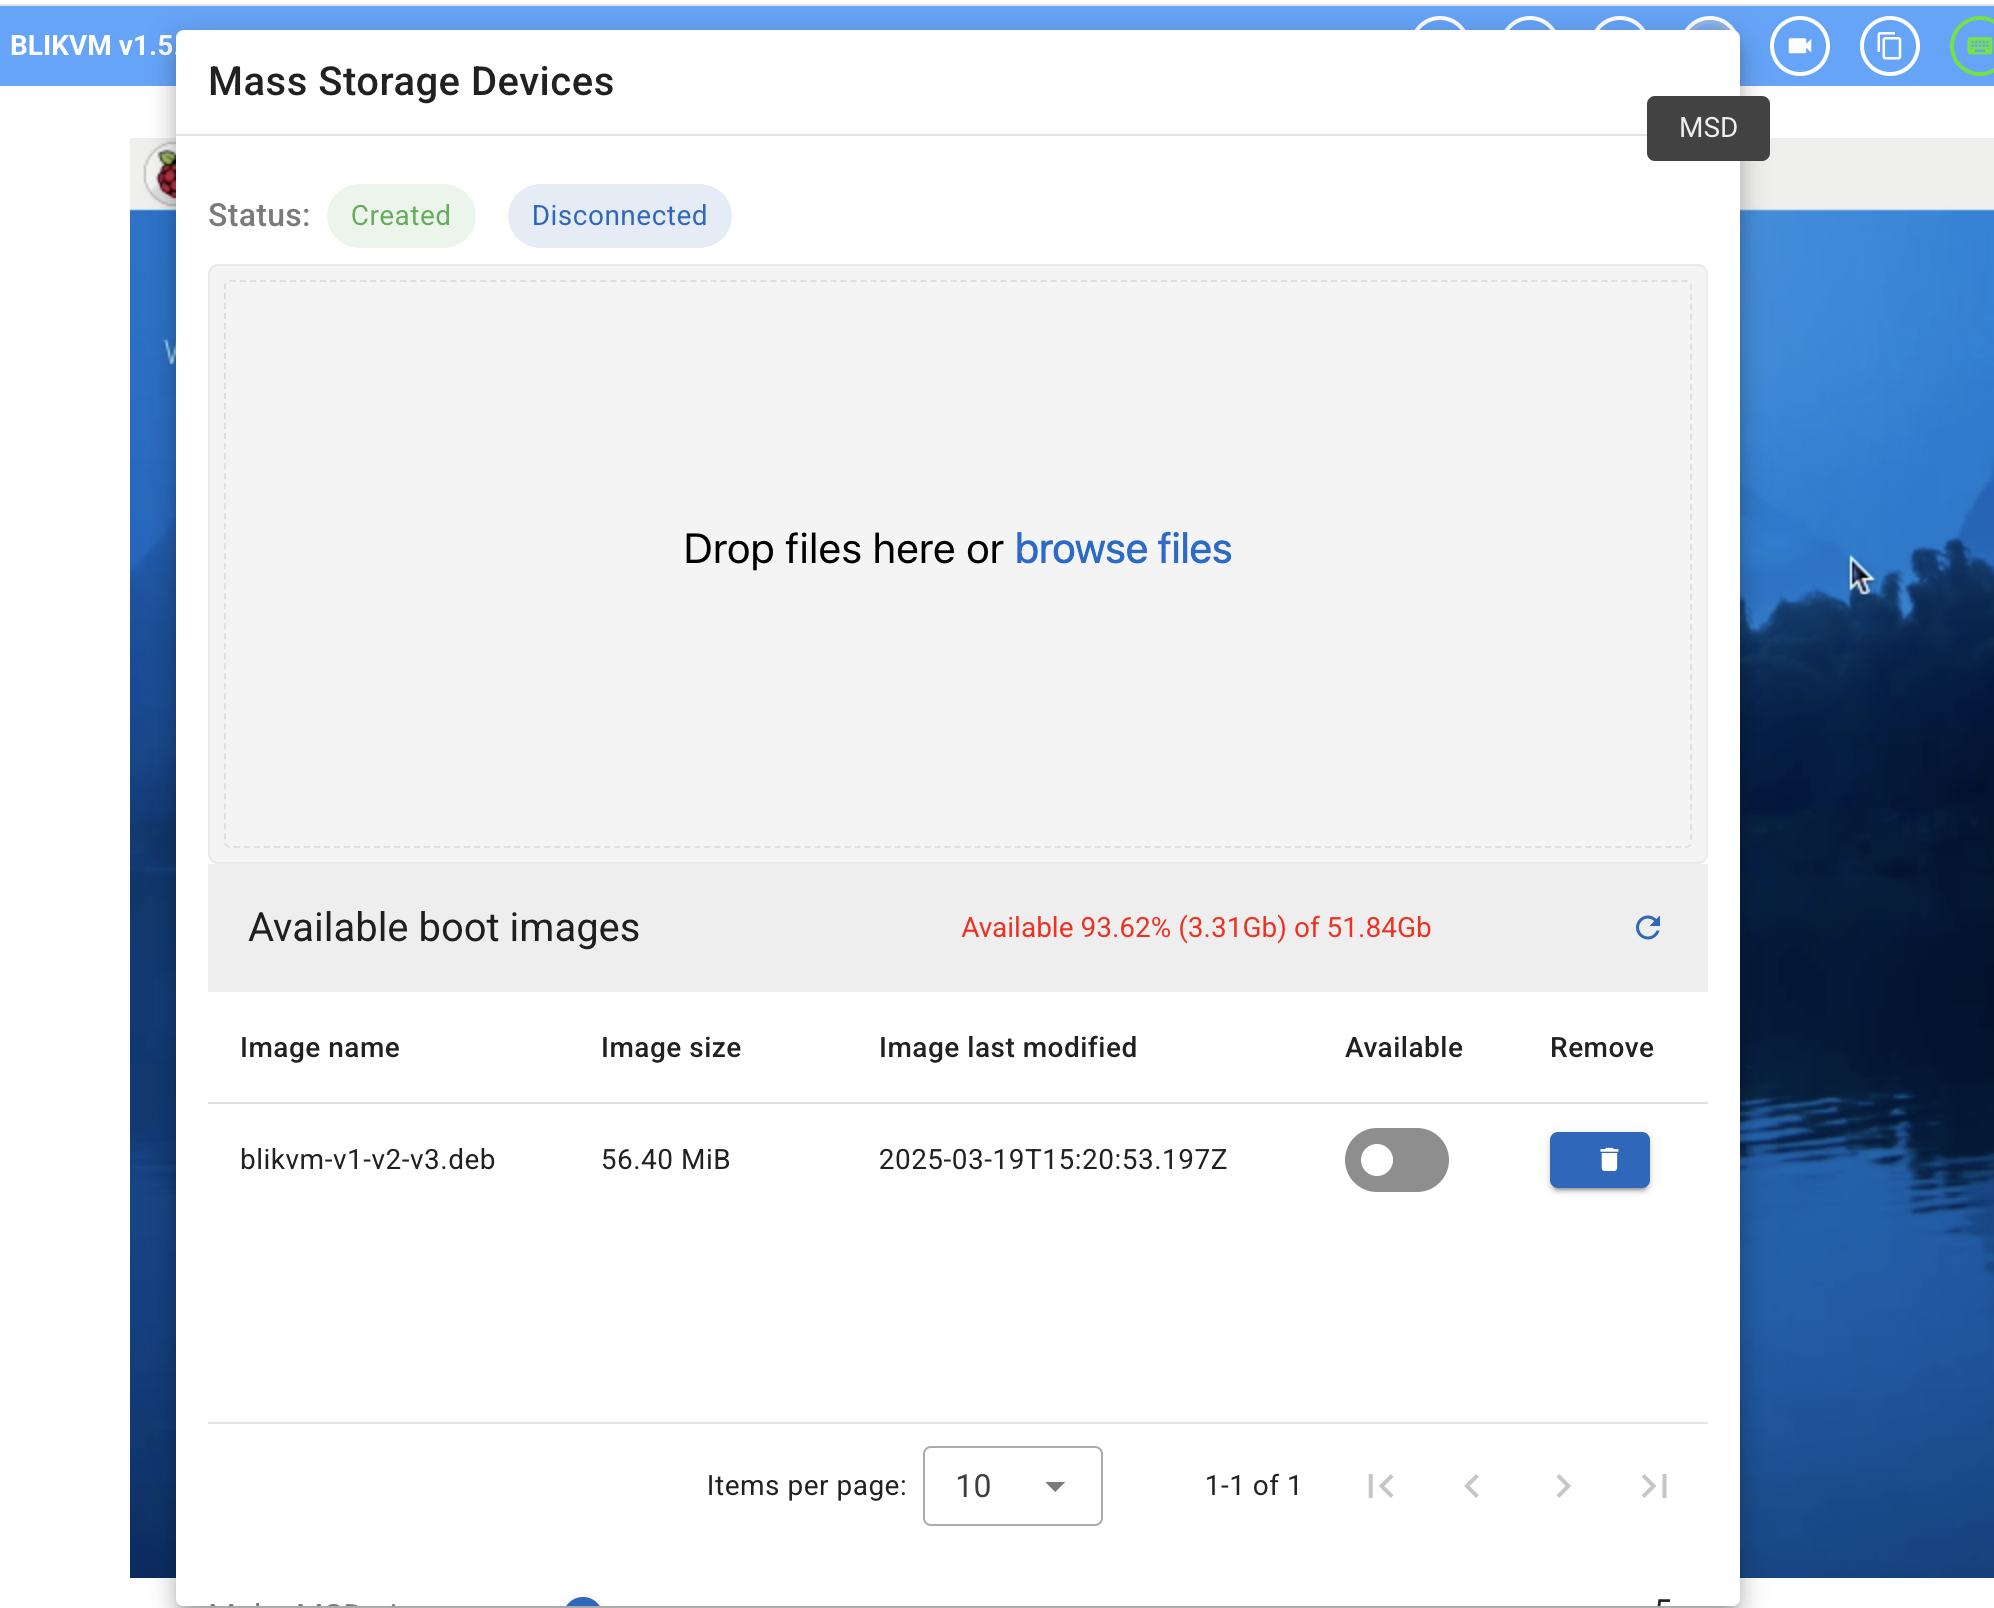 BLIKVM v1.5.
Mass Storage Devices
MSD
Status: Created Disconnected
Drop files here or browse files
Available boot images Available 93.62% (3.31Gb) of 51.84Gb
Image name Image size Image last modified Available Remove
blikvm-v1-v2-v3.deb 56.40 MiB 2025-03-19T15:20:53.197Z
Items per page: 10 1-1 of 1